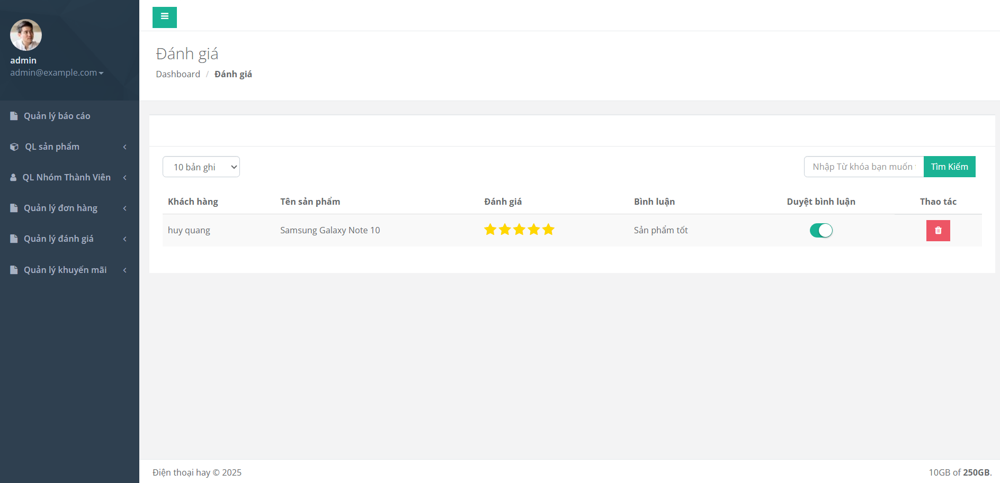 admin
admin@example.com
Quản lý báo cáo
QL sản phẩm
QL Nhóm Thành Viên
Quản lý đơn hàng
Quản lý đánh giá
Quản lý khuyến mãi
Đánh giá
Dashboard / Đánh giá
10 bản ghi
Nhập Từ khóa bạn muốn
Tìm Kiếm
Khách hàng Tên sản phẩm Đánh giá Bình luận Duyệt bình luận Thao tác
huy quang Samsung Galaxy Note 10 Sản phẩm tốt
Điện thoại hay © 2025
10GB of 250GB.